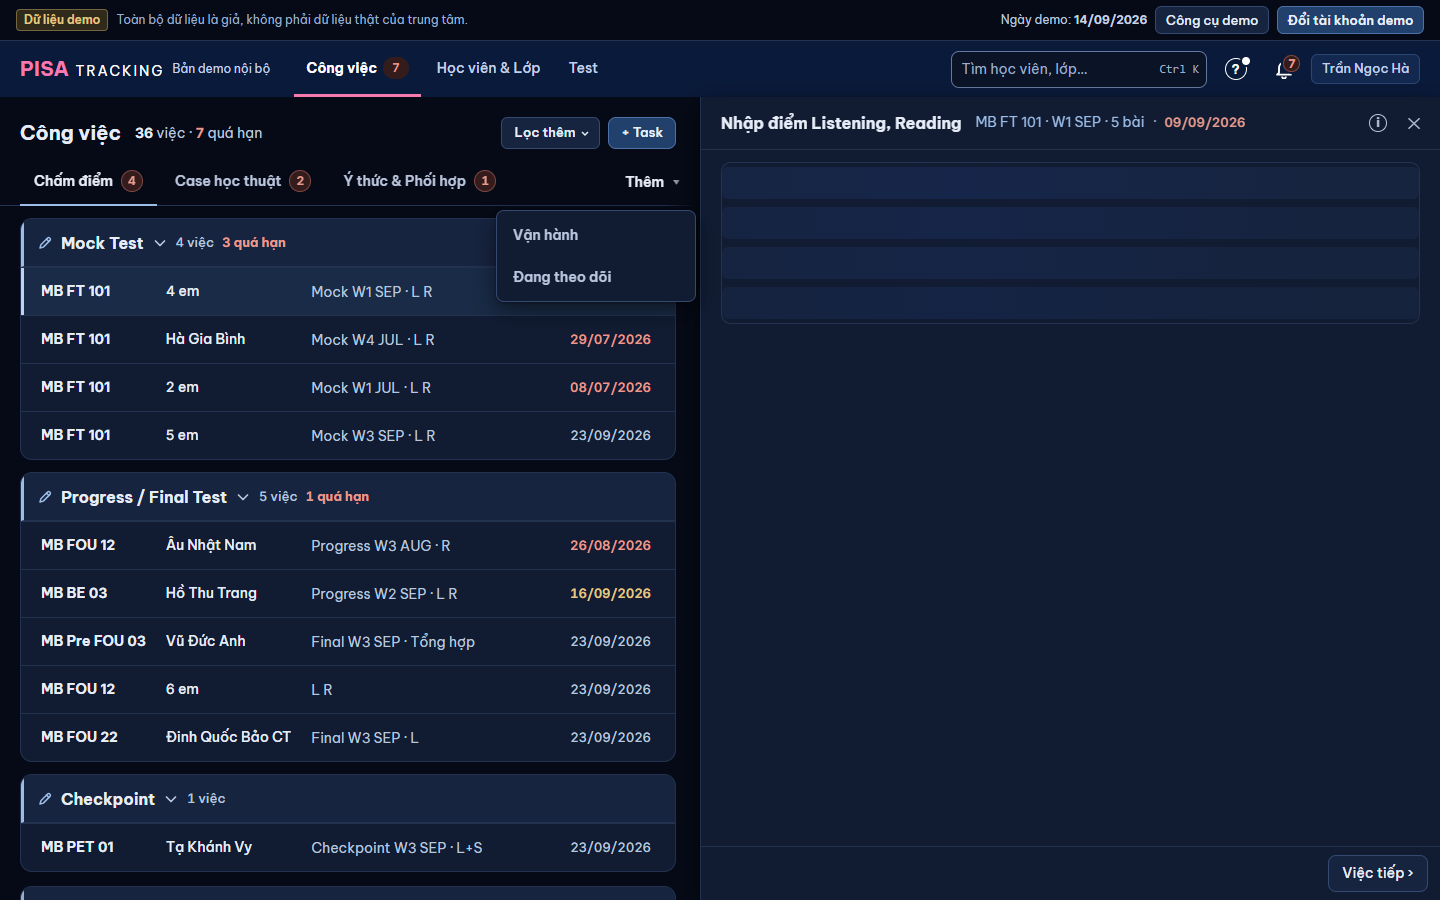 Dữ liệu demo Toàn bộ dữ liệu là giả, không phải dữ liệu thật của trung tâm. Ngày demo: 14/09/2026 Công cụ demo Đổi tài khoản demo
PISA TRACKING Bản demo nội bộ Công việc 7 Học viên & Lớp Test Tìm học viên, lớp... Ctrl K ? 7 Trần Ngọc Hà
Công việc 36 việc · 7 quá hạn Lọc thêm + Task
Chấm điểm 4 Case học thuật 2 Ý thức & Phối hợp 1 Thêm
Vận hành
Đang theo dõi
Mock Test 4 việc 3 quá hạn
MB FT 101 4 em Mock W1 SEP · L R
MB FT 101 Hà Gia Bình Mock W4 JUL · L R 29/07/2026
MB FT 101 2 em Mock W1 JUL · L R 08/07/2026
MB FT 101 5 em Mock W3 SEP · L R 23/09/2026
Progress / Final Test 5 việc 1 quá hạn
MB FOU 12 Âu Nhật Nam Progress W3 AUG · R 26/08/2026
MB BE 03 Hồ Thu Trang Progress W2 SEP · L R 16/09/2026
MB Pre FOU 03 Vũ Đức Anh Final W3 SEP · Tổng hợp 23/09/2026
MB FOU 12 6 em L R 23/09/2026
MB FOU 22 Đinh Quốc Bảo CT Final W3 SEP · L 23/09/2026
Checkpoint 1 việc
MB PET 01 Tạ Khánh Vy Checkpoint W3 SEP · L+S 23/09/2026
Nhập điểm Listening, Reading MB FT 101 · W1 SEP · 5 bài · 09/09/2026
Việc tiếp ›